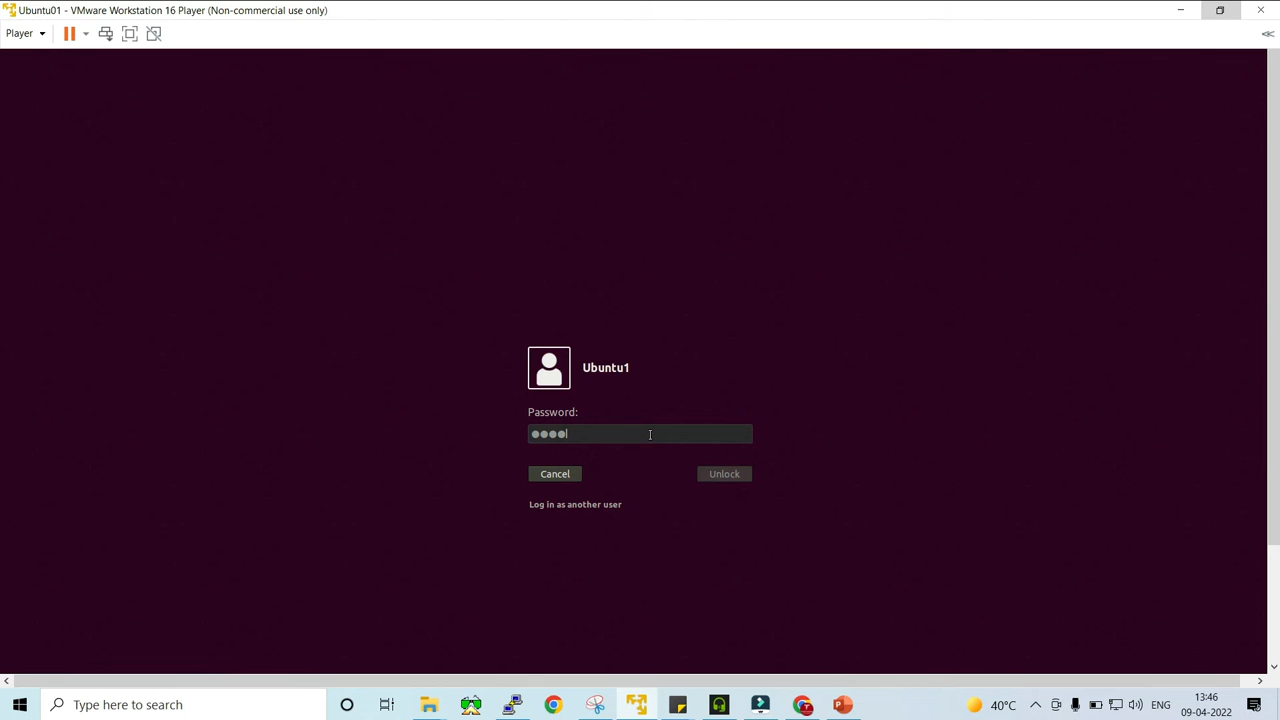 Ubuntu01 - VMware Workstation 16 Player (Non-commercial use only)
Player
Ubuntu1
Password:
Cancel
Unlock
Log in as another user
Type here to search
40°C
ENG
13:46
09-04-2022